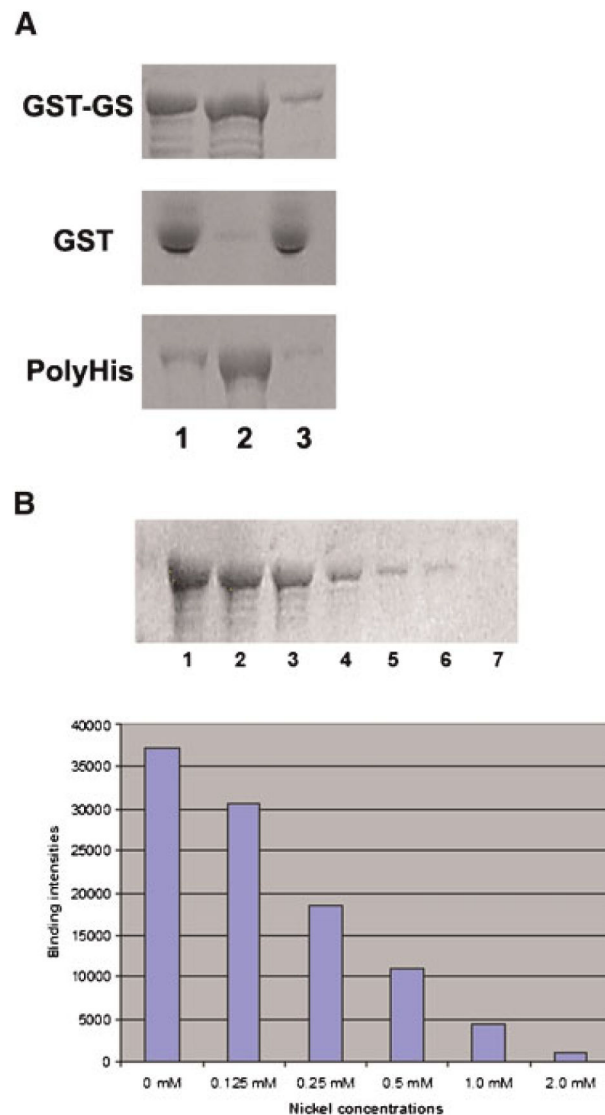 A
GST-GS
GST
PolyHis
1 2 3
B
1 2 3 4 5 6 7
40000
35000
30000
25000
20000
15000
10000
5000
0
Binding intensities
0 mM 0.125 mM 0.25 mM 0.5 mM 1.0 mM 2.0 mM
Nickel concentrations